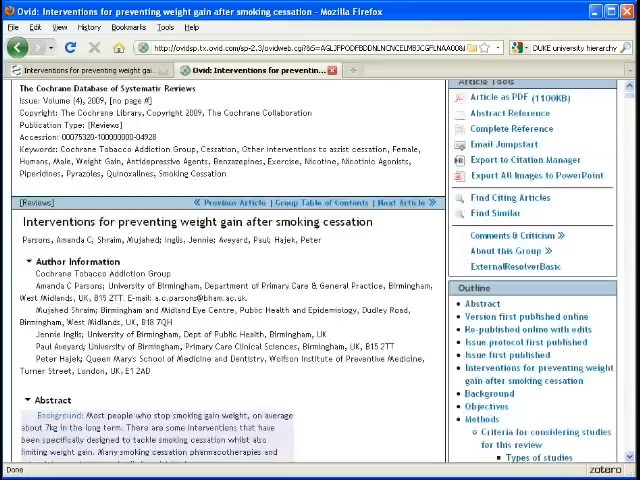 Ovid: Interventions for preventing weight gain after smoking cessation - Mozilla Firefox
File Edit View History Bookmarks Tools Help
http://ovidsp.tx.ovid.com/sp-2.3/ovidweb.cgi?&S=
DUKE university hierarchy
Interventions for preventing weight gai...
Ovid: Interventions for preventin...
The Cochrane Database of Systematic Reviews
Issue: Volume (4), 2009, [no page #]
Copyright: The Cochrane Library, Copyright 2009, The Cochrane Collaboration
Publication Type: [Reviews]
Accession: 00075320-100000000-04928
Keywords: Cochrane Tobacco Addiction Group, Cessation, Other interventions to assist cessation, Female,
Humans, Male, Weight Gain, Antidepressive Agents, Benzazepines, Exercise, Nicotine, Nicotinic Agonists,
Piperidines, Pyrazoles, Quinoxalines, Smoking Cessation
[Reviews]
≪ Previous Article | Group Table of Contents | Next Article ≫
Interventions for preventing weight gain after smoking cessation
Parsons, Amanda C; Shraim, Mujahed; Inglis, Jennie; Aveyard, Paul; Hajek, Peter
Author Information
Cochrane Tobacco Addiction Group
Amanda C Parsons; University of Birmingham, Department of Primary Care & General Practice, Birmingham,
West Midlands, UK, B15 2TT. E-mail: a.c.parsons@bham.ac.uk.
Mujahed Shraim; Birmingham and Midland Eye Centre, Public Health and Epidemiology, Dudley Road,
Birmingham, West Midlands, UK, B18 7QH
Jennie Inglis; University of Birmingham, Dept of Public Health, Birmingham, UK
Paul Aveyard; University of Birmingham, Primary Care Clinical Sciences, Birmingham, UK, B15 2TT
Peter Hajek; Queen Mary's School of Medicine and Dentistry, Wolfson Institute of Preventive Medicine,
Turner Street, London, UK, E1 2AD
Abstract
Background: Most people who stop smoking gain weight, on average
about 7kg in the long term. There are some interventions that have
been specifically designed to tackle smoking cessation whilst also
limiting weight gain. Many smoking cessation pharmacotherapies and
Article Tools
Article as PDF (1100KB)
Abstract Reference
Complete Reference
Email Jumpstart
Export to Citation Manager
Export All Images to PowerPoint
Find Citing Articles
Find Similar
Comments & Criticism ≫
About this Group ≫
ExternalResolverBasic
Outline
Abstract
Version first published online
Re-published online with edits
Issue protocol first published
Issue first published
Interventions for preventing weight
gain after smoking cessation
Background
Objectives
Methods
Criteria for considering studies
for this review
Types of studies
Done
zotero